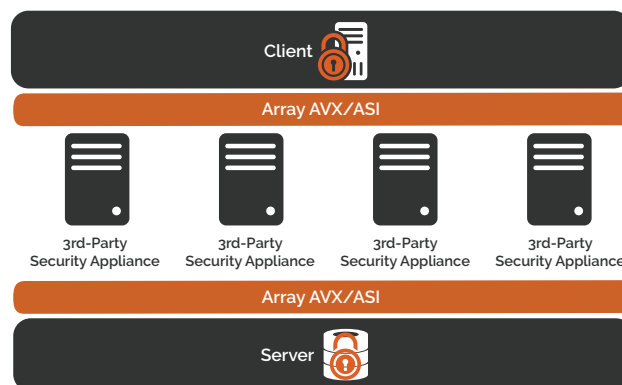 Client
Array AVX/ASI
3rd-Party
Security Appliance
3rd-Party
Security Appliance
3rd-Party
Security Appliance
3rd-Party
Security Appliance
Array AVX/ASI
Server